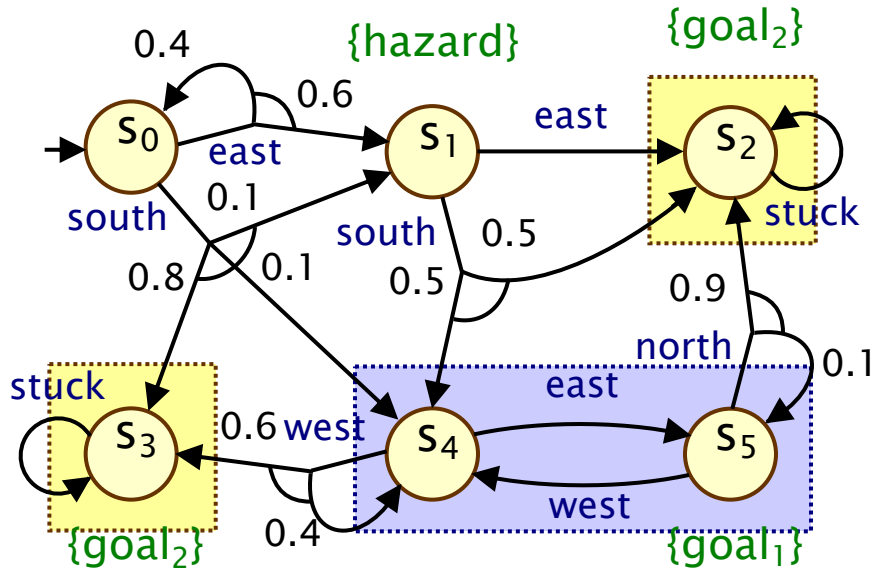 0.4
{hazard}
{goal₂}
0.6
s₀
east
s₁
east
s₂
south
0.1
south
0.5
stuck
0.8
0.1
0.5
0.9
north
0.1
stuck
east
0.6
west
s₃
s₄
s₅
west
0.4
{goal₂}
{goal₁}